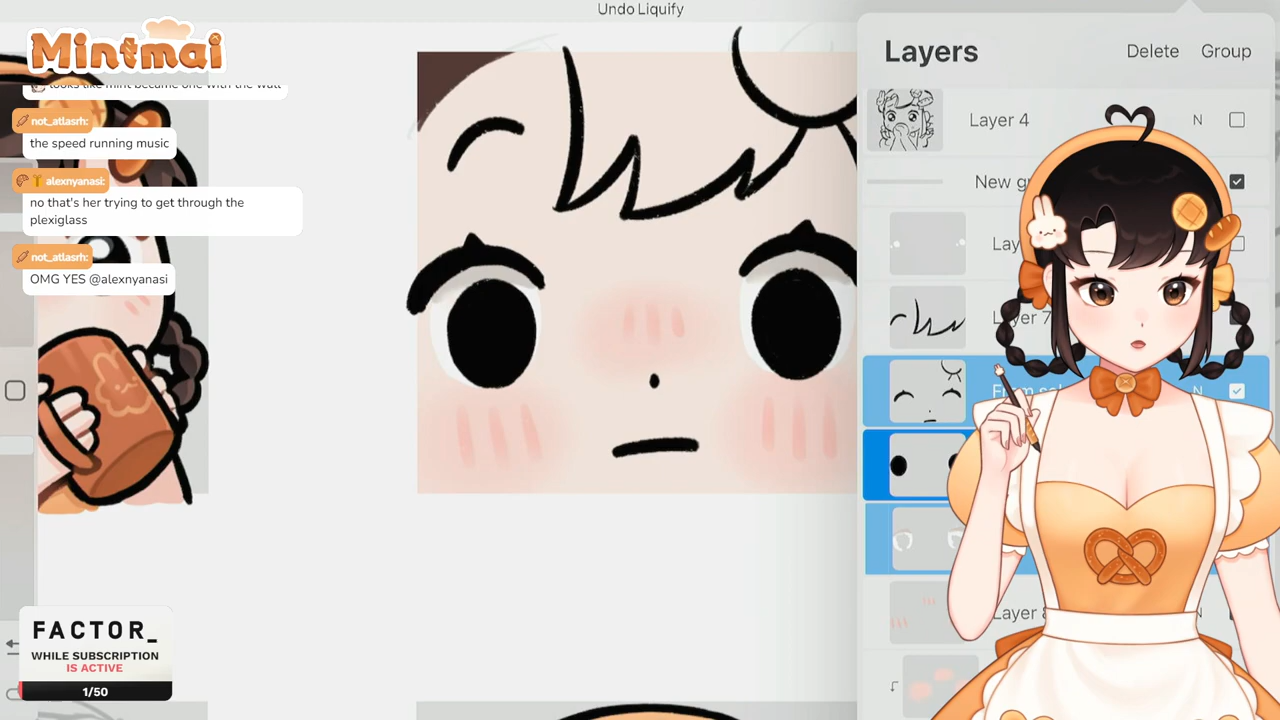 Undo Liquify
Mintmai
looks like mint became one with the wall
not_atlasrh:
the speed running music
alexnyanasi:
no that's her trying to get through the
plexiglass
not_atlasrh:
OMG YES @alexnyanasi
FACTOR_
WHILE SUBSCRIPTION
IS ACTIVE
1/50
Layers
Delete
Group
Layer 4
N
New
Layer 7
N
Layer